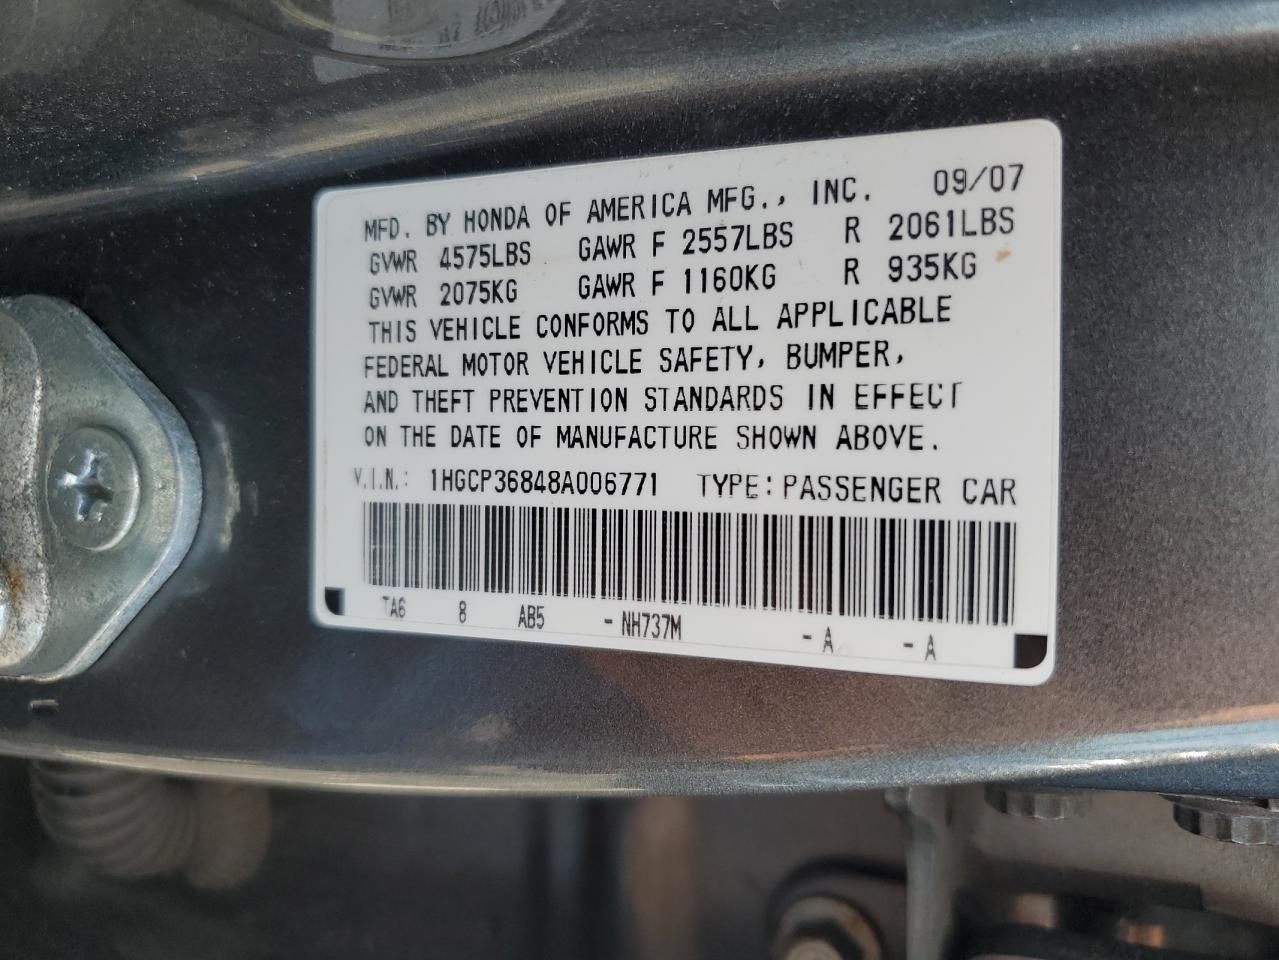 MFD. BY HONDA OF AMERICA MFG., INC. 09/07
GVWR 4575LBS GAWR F 2557LBS R 2061LBS
GVWR 2075KG GAWR F 1160KG R 935KG
THIS VEHICLE CONFORMS TO ALL APPLICABLE
FEDERAL MOTOR VEHICLE SAFETY, BUMPER,
AND THEFT PREVENTION STANDARDS IN EFFECT
ON THE DATE OF MANUFACTURE SHOWN ABOVE.
V.I.N.: 1HGCP36848A006771 TYPE: PASSENGER CAR
TA6 8 AB5 - NH737M - A - A